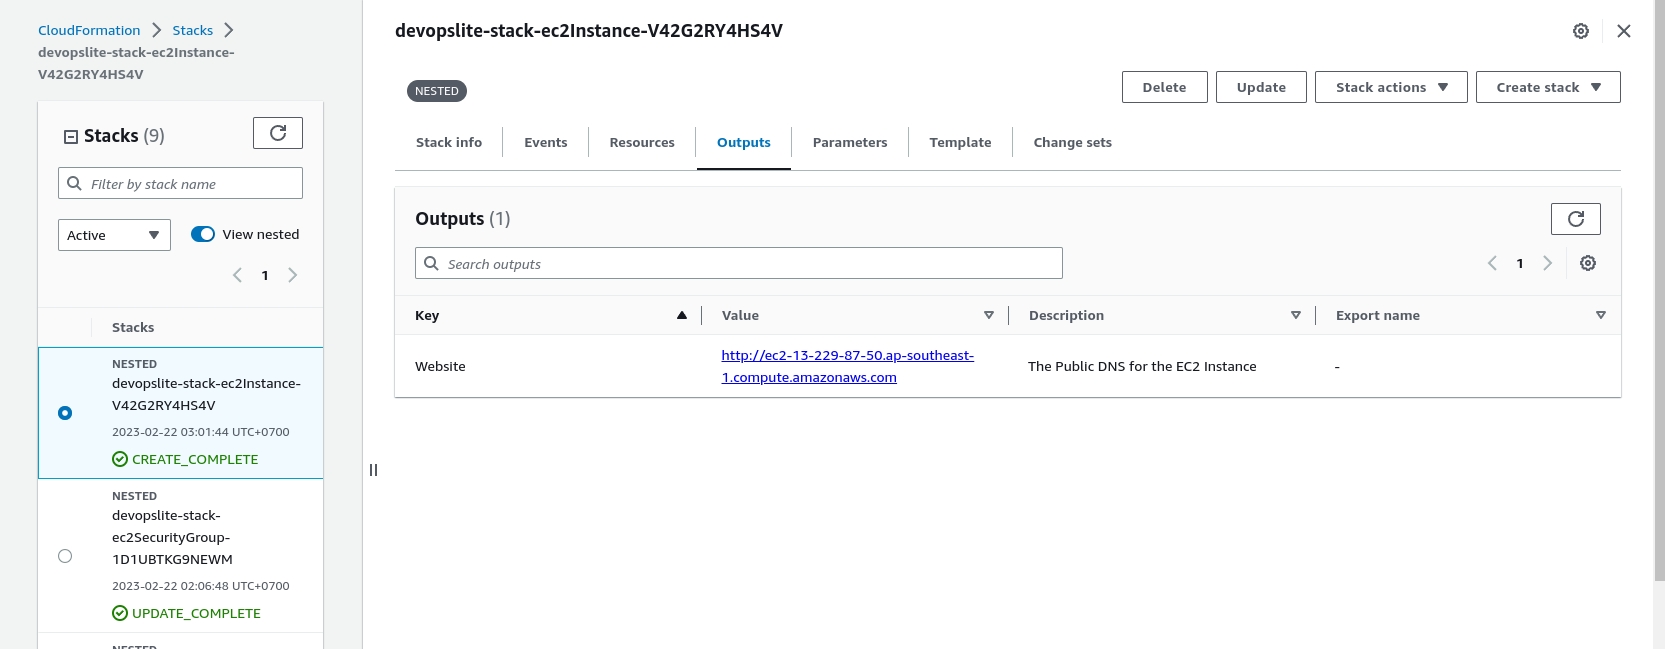 CloudFormation > Stacks >
devopslite-stack-ec2Instance-
V42G2RY4HS4V
Stacks (9)
Filter by stack name
Active
View nested
1
Stacks
NESTED
devopslite-stack-ec2Instance-
V42G2RY4HS4V
2023-02-22 03:01:44 UTC+0700
CREATE_COMPLETE
NESTED
devopslite-stack-
ec2SecurityGroup-
1D1UBTKG9NEWM
2023-02-22 02:06:48 UTC+0700
UPDATE_COMPLETE
NESTED
devopslite-stack-ec2Instance-V42G2RY4HS4V
NESTED
Delete Update Stack actions Create stack
Stack info Events Resources Outputs Parameters Template Change sets
Outputs (1)
Search outputs
1
Key Value Description Export name
Website http://ec2-13-229-87-50.ap-southeast- The Public DNS for the EC2 Instance -
1.compute.amazonaws.com